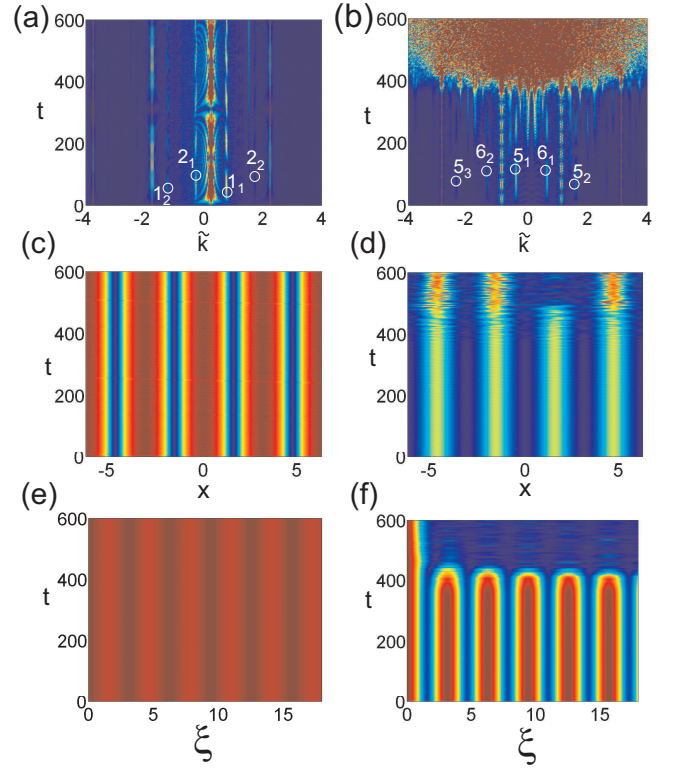 (a) (b)
600 600
400 400
t t
200 200
2₁ 2₂ 1₂ 1₁
5₃ 6₂ 5₁ 6₁ 5₂
0 0
−4 −2 0 2 4 −4 −2 0 2 4
k̃ k̃
(c) (d)
600 600
400 400
t t
200 200
0 0
-5 0 5 -5 0 5
x x
(e) (f)
600 600
400 400
t t
200 200
0 0
0 5 10 15 0 5 10 15
ξ ξ